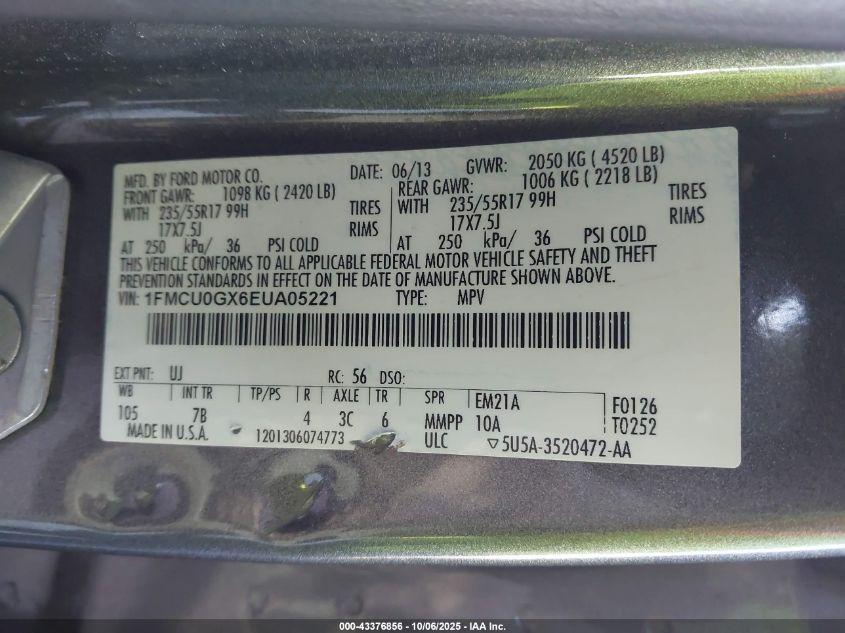 MFD. BY FORD MOTOR CO. DATE: 06/13 GVWR: 2050 KG ( 4520 LB)
FRONT GAWR: 1098 KG ( 2420 LB) REAR GAWR: 1006 KG ( 2218 LB)
WITH 235/55R17 99H TIRES WITH 235/55R17 99H TIRES
17X7.5J RIMS 17X7.5J RIMS
AT 250 kPa/ 36 PSI COLD AT 250 kPa/ 36 PSI COLD
THIS VEHICLE CONFORMS TO ALL APPLICABLE FEDERAL MOTOR VEHICLE SAFETY AND THEFT
PREVENTION STANDARDS IN EFFECT ON THE DATE OF MANUFACTURE SHOWN ABOVE.
VIN: 1FMCU0GX6EUA05221 TYPE: MPV
EXT PNT: UJ RC: 56 DSO:
WB INT TR TP/PS R AXLE TR SPR EM21A F0126
105 7B 4 3C 6 MMPP 10A T0252
MADE IN U.S.A. 1201306074773 ULC ▽5U5A-3520472-AA
000-43376856 - 10/06/2025 - IAA Inc.